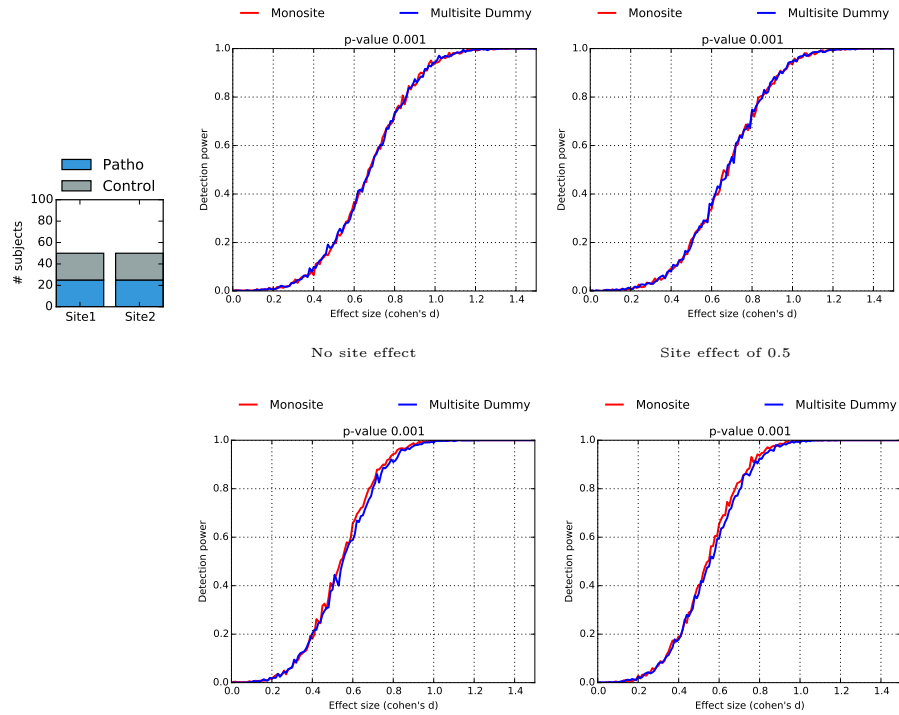 Monosite Multisite Dummy
p-value 0.001
1.0
0.8
0.6
0.4
0.2
0.0
Detection power
0.0 0.2 0.4 0.6 0.8 1.0 1.2 1.4
Effect size (cohen's d)
Monosite Multisite Dummy
p-value 0.001
1.0
0.8
0.6
0.4
0.2
0.0
Detection power
0.0 0.2 0.4 0.6 0.8 1.0 1.2 1.4
Effect size (cohen's d)
Patho
Control
100
80
60
40
20
0
# subjects
Site1 Site2
No site effect
Site effect of 0.5
Monosite Multisite Dummy
p-value 0.001
1.0
0.8
0.6
0.4
0.2
0.0
Detection power
0.0 0.2 0.4 0.6 0.8 1.0 1.2 1.4
Effect size (cohen's d)
Monosite Multisite Dummy
p-value 0.001
1.0
0.8
0.6
0.4
0.2
0.0
Detection power
0.0 0.2 0.4 0.6 0.8 1.0 1.2 1.4
Effect size (cohen's d)